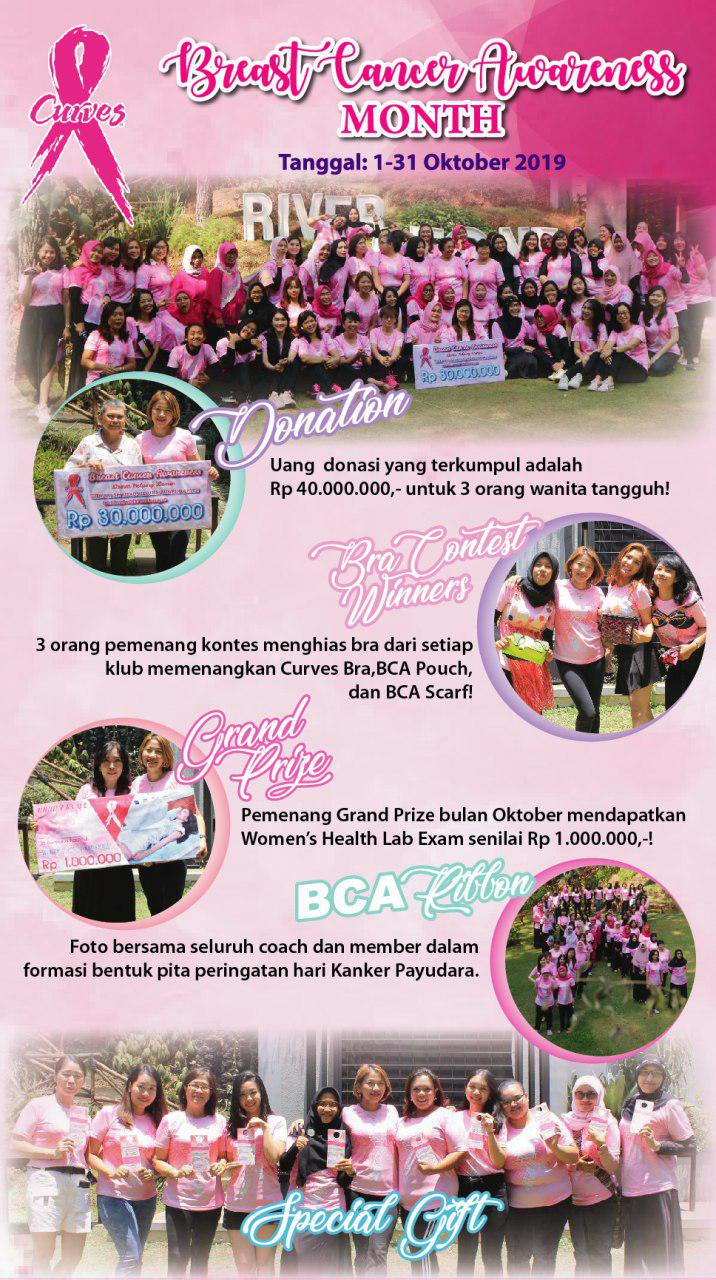 Curves
Breast Cancer Awareness
MONTH
Tanggal: 1-31 Oktober 2019
RIVER
Breast Cancer Awareness
Rp 30.000.000
Donation
Breast Cancer Awareness
Rp 30.000.000
Uang donasi yang terkumpul adalah
Rp 40.000.000,- untuk 3 orang wanita tangguh!
Bra Contest
Winners
3 orang pemenang kontes menghias bra dari setiap
klub memenangkan Curves Bra,BCA Pouch,
dan BCA Scarf!
Grand
Prize
Rp 1.000.000
Pemenang Grand Prize bulan Oktober mendapatkan
Women's Health Lab Exam senilai Rp 1.000.000,-!
BCA Ribbon
Foto bersama seluruh coach dan member dalam
formasi bentuk pita peringatan hari Kanker Payudara.
Special Gift